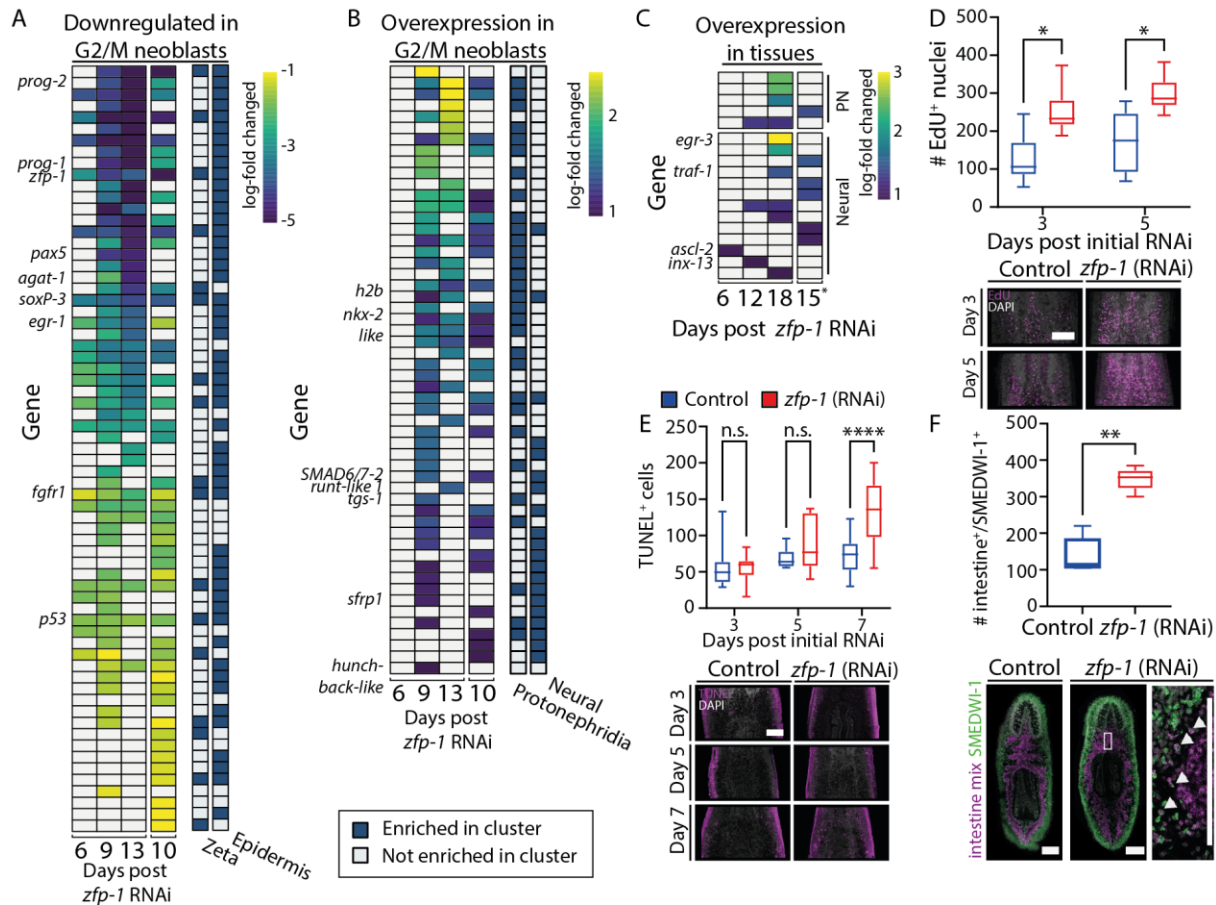 A
Downregulated in
G2/M neoblasts
prog-2
prog-1
zfp-1
pax5
agat-1
soxP-3
egr-1
fgfr1
p53
Gene
-1
-5
log-fold changed
6 9 13 10
Days post
zfp-1 RNAi
Zeta
Epidermis
B
Overexpression in
G2/M neoblasts
h2b
nkx-2
like
SMAD6/7-2
runt-like 1
tgs-1
sfrp1
hunch-
back-like
Gene
2
1
log-fold changed
6 9 13 10
Days post
zfp-1 RNAi
Protonephridia
Neural
Enriched in cluster
Not enriched in cluster
C
Overexpression
in tissues
egr-3
traf-1
ascl-2
inx-13
Gene
PN
Neural
3
2
1
log-fold changed
6 12 18 15*
Days post zfp-1 RNAi
D
# EdU+ nuclei
500
400
300
200
100
0
* *
3 5
Days post initial RNAi
Control zfp-1 (RNAi)
EdU
DAPI
Day 3
Day 5
Control zfp-1 (RNAi)
E
TUNEL+ cells
250
200
150
100
50
0
n.s. n.s. ****
3 5 7
Days post initial RNAi
Control zfp-1 (RNAi)
TUNEL
DAPI
Day 3
Day 5
Day 7
F
# intestine+/SMEDWI-1+
500
400
300
200
100
0
**
Control zfp-1 (RNAi)
Control zfp-1 (RNAi)
intestine mix SMEDWI-1